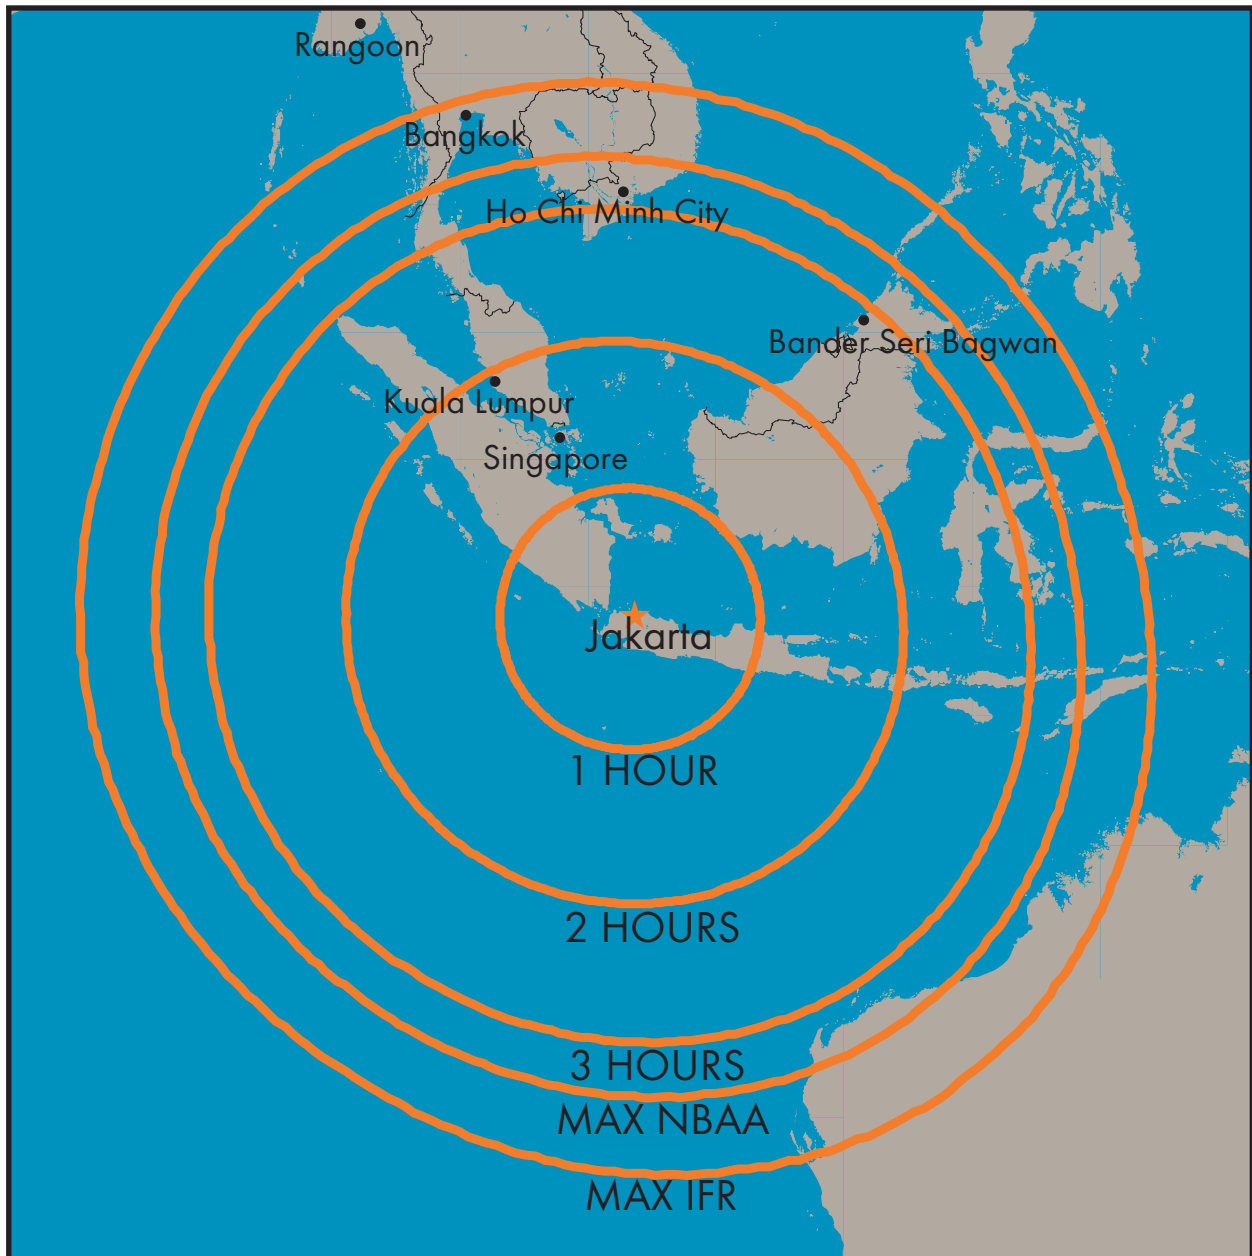 Rangoon
Bangkok
Ho Chi Minh City
Bander Seri Bagwan
Kuala Lumpur
Singapore
Jakarta
1 HOUR
2 HOURS
3 HOURS
MAX NBAA
MAX IFR